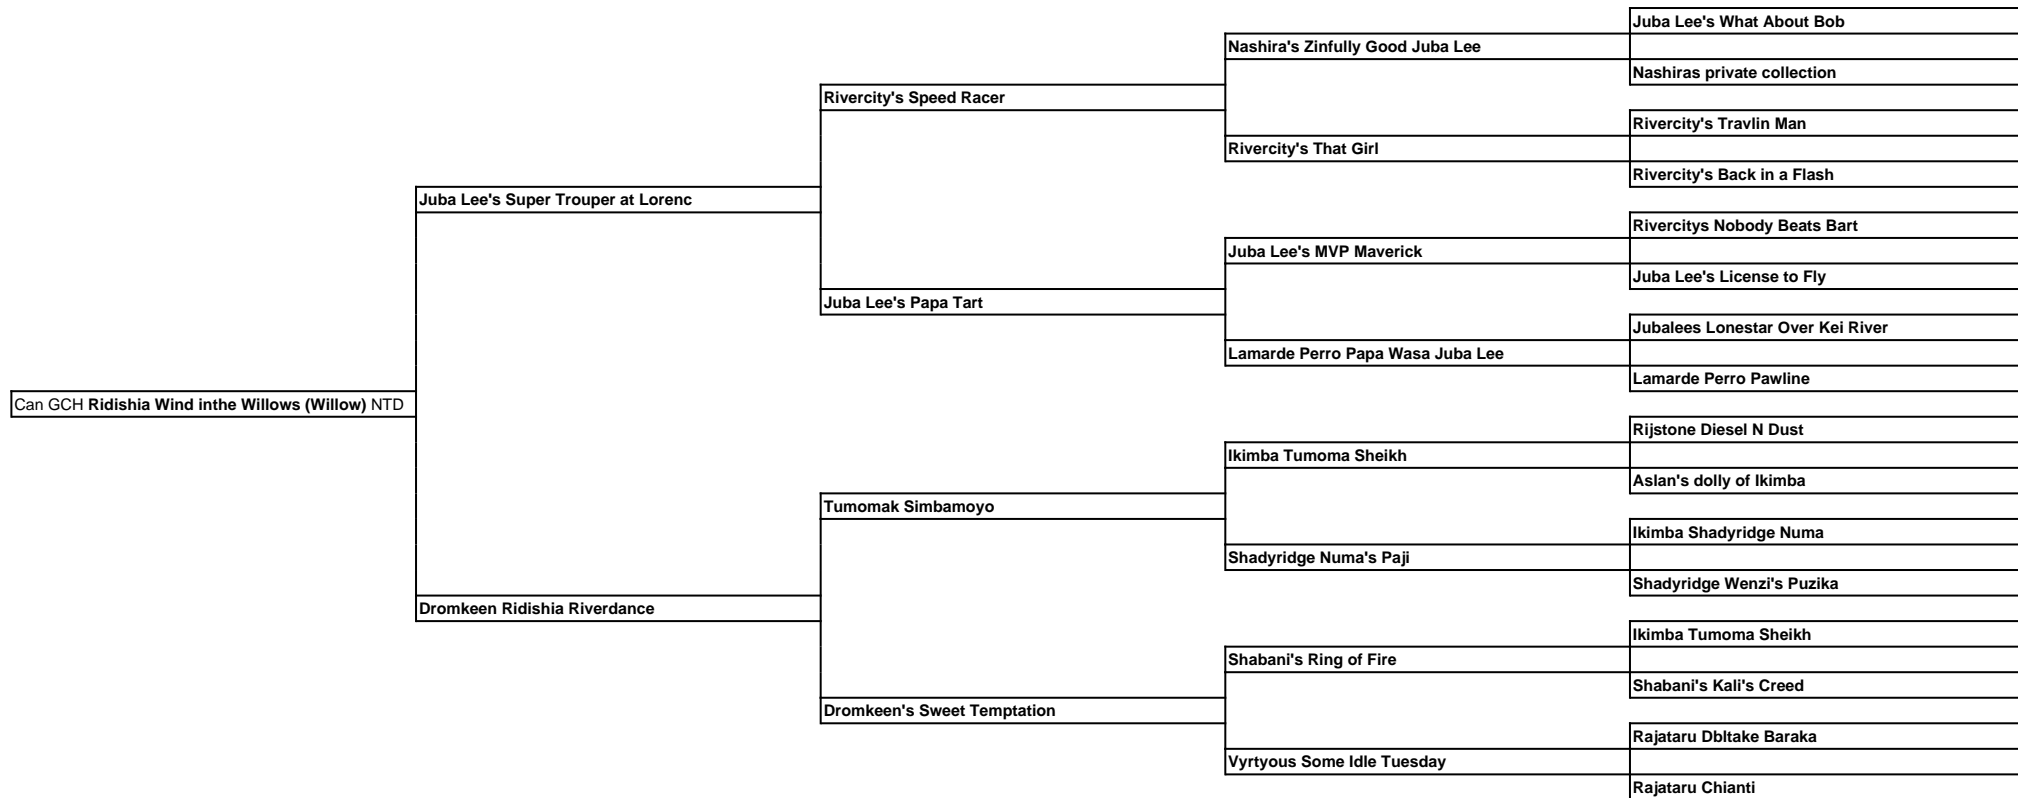 Juba Lee's What About Bob
Nashira's Zinfully Good Juba Lee
Nashiras private collection
Rivercity's Speed Racer
Rivercity's Travlin Man
Rivercity's That Girl
Rivercity's Back in a Flash
Juba Lee's Super Trouper at Lorenc
Rivercitys Nobody Beats Bart
Juba Lee's MVP Maverick
Juba Lee's License to Fly
Juba Lee's Papa Tart
Jubalees Lonestar Over Kei River
Lamarde Perro Papa Wasa Juba Lee
Lamarde Perro Pawline
Can GCH Ridishia Wind inthe Willows (Willow) NTD
Rijstone Diesel N Dust
Ikimba Tumoma Sheikh
Aslan's dolly of Ikimba
Tumomak Simbamoyo
Ikimba Shadyridge Numa
Shadyridge Numa's Paji
Shadyridge Wenzi's Puzika
Dromkeen Ridishia Riverdance
Ikimba Tumoma Sheikh
Shabani's Ring of Fire
Shabani's Kali's Creed
Dromkeen's Sweet Temptation
Rajataru Dbltake Baraka
Vyrtyous Some Idle Tuesday
Rajataru Chianti